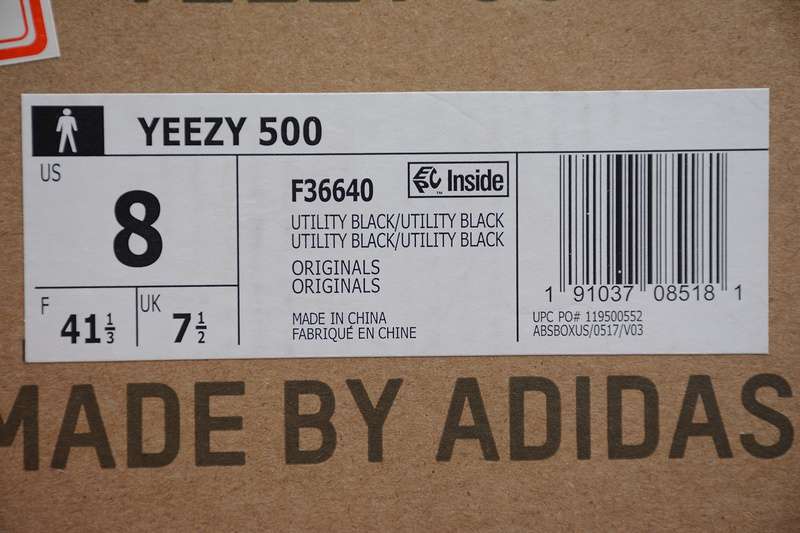 YEEZY 500
US
8
F
41 1/3
UK
7 1/2
F36640
EPC Inside
™
UTILITY BLACK/UTILITY BLACK
UTILITY BLACK/UTILITY BLACK
ORIGINALS
ORIGINALS
MADE IN CHINA
FABRIQUÉ EN CHINE
1 91037 08518 1
UPC PO# 119500552
ABSBOXUS/0517/V03
MADE BY ADIDAS